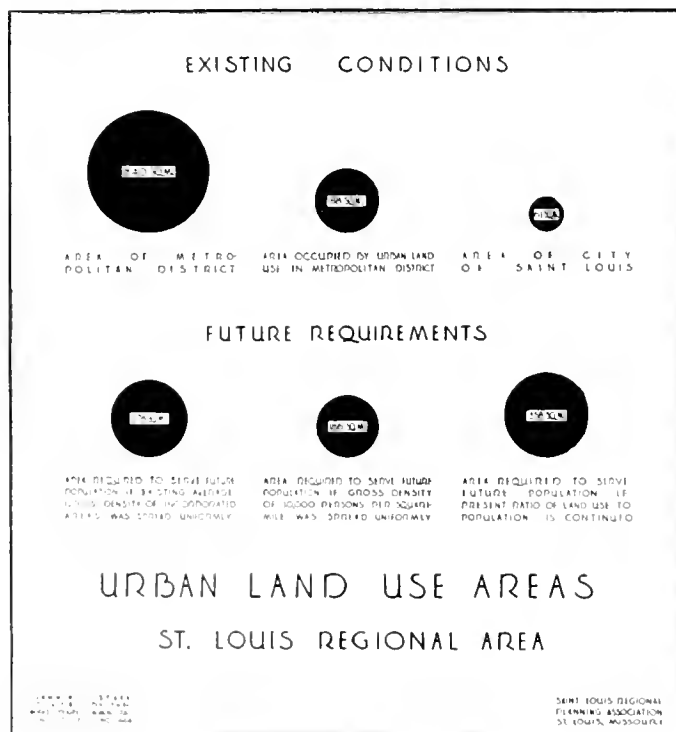 EXISTING CONDITIONS
AREA OF METRO-
POLITAN DISTRICT
AREA OCCUPIED BY URBAN LAND
USE IN METROPOLITAN DISTRICT
AREA OF CITY
OF SAINT LOUIS
FUTURE REQUIREMENTS
AREA REQUIRED TO SERVE FUTURE
POPULATION IF EXISTING AVERAGE
GROSS DENSITY OF INCORPORATED
AREAS WAS SPREAD UNIFORMLY
AREA REQUIRED TO SERVE FUTURE
POPULATION IF GROSS DENSITY
OF 10,000 PERSONS PER SQUARE
MILE WAS SPREAD UNIFORMLY
AREA REQUIRED TO SERVE
FUTURE POPULATION IF
PRESENT RATIO OF LAND USE TO
POPULATION IS CONTINUED
URBAN LAND USE AREAS
ST. LOUIS REGIONAL AREA
SAINT LOUIS REGIONAL
PLANNING ASSOCIATION
ST. LOUIS, MISSOURI